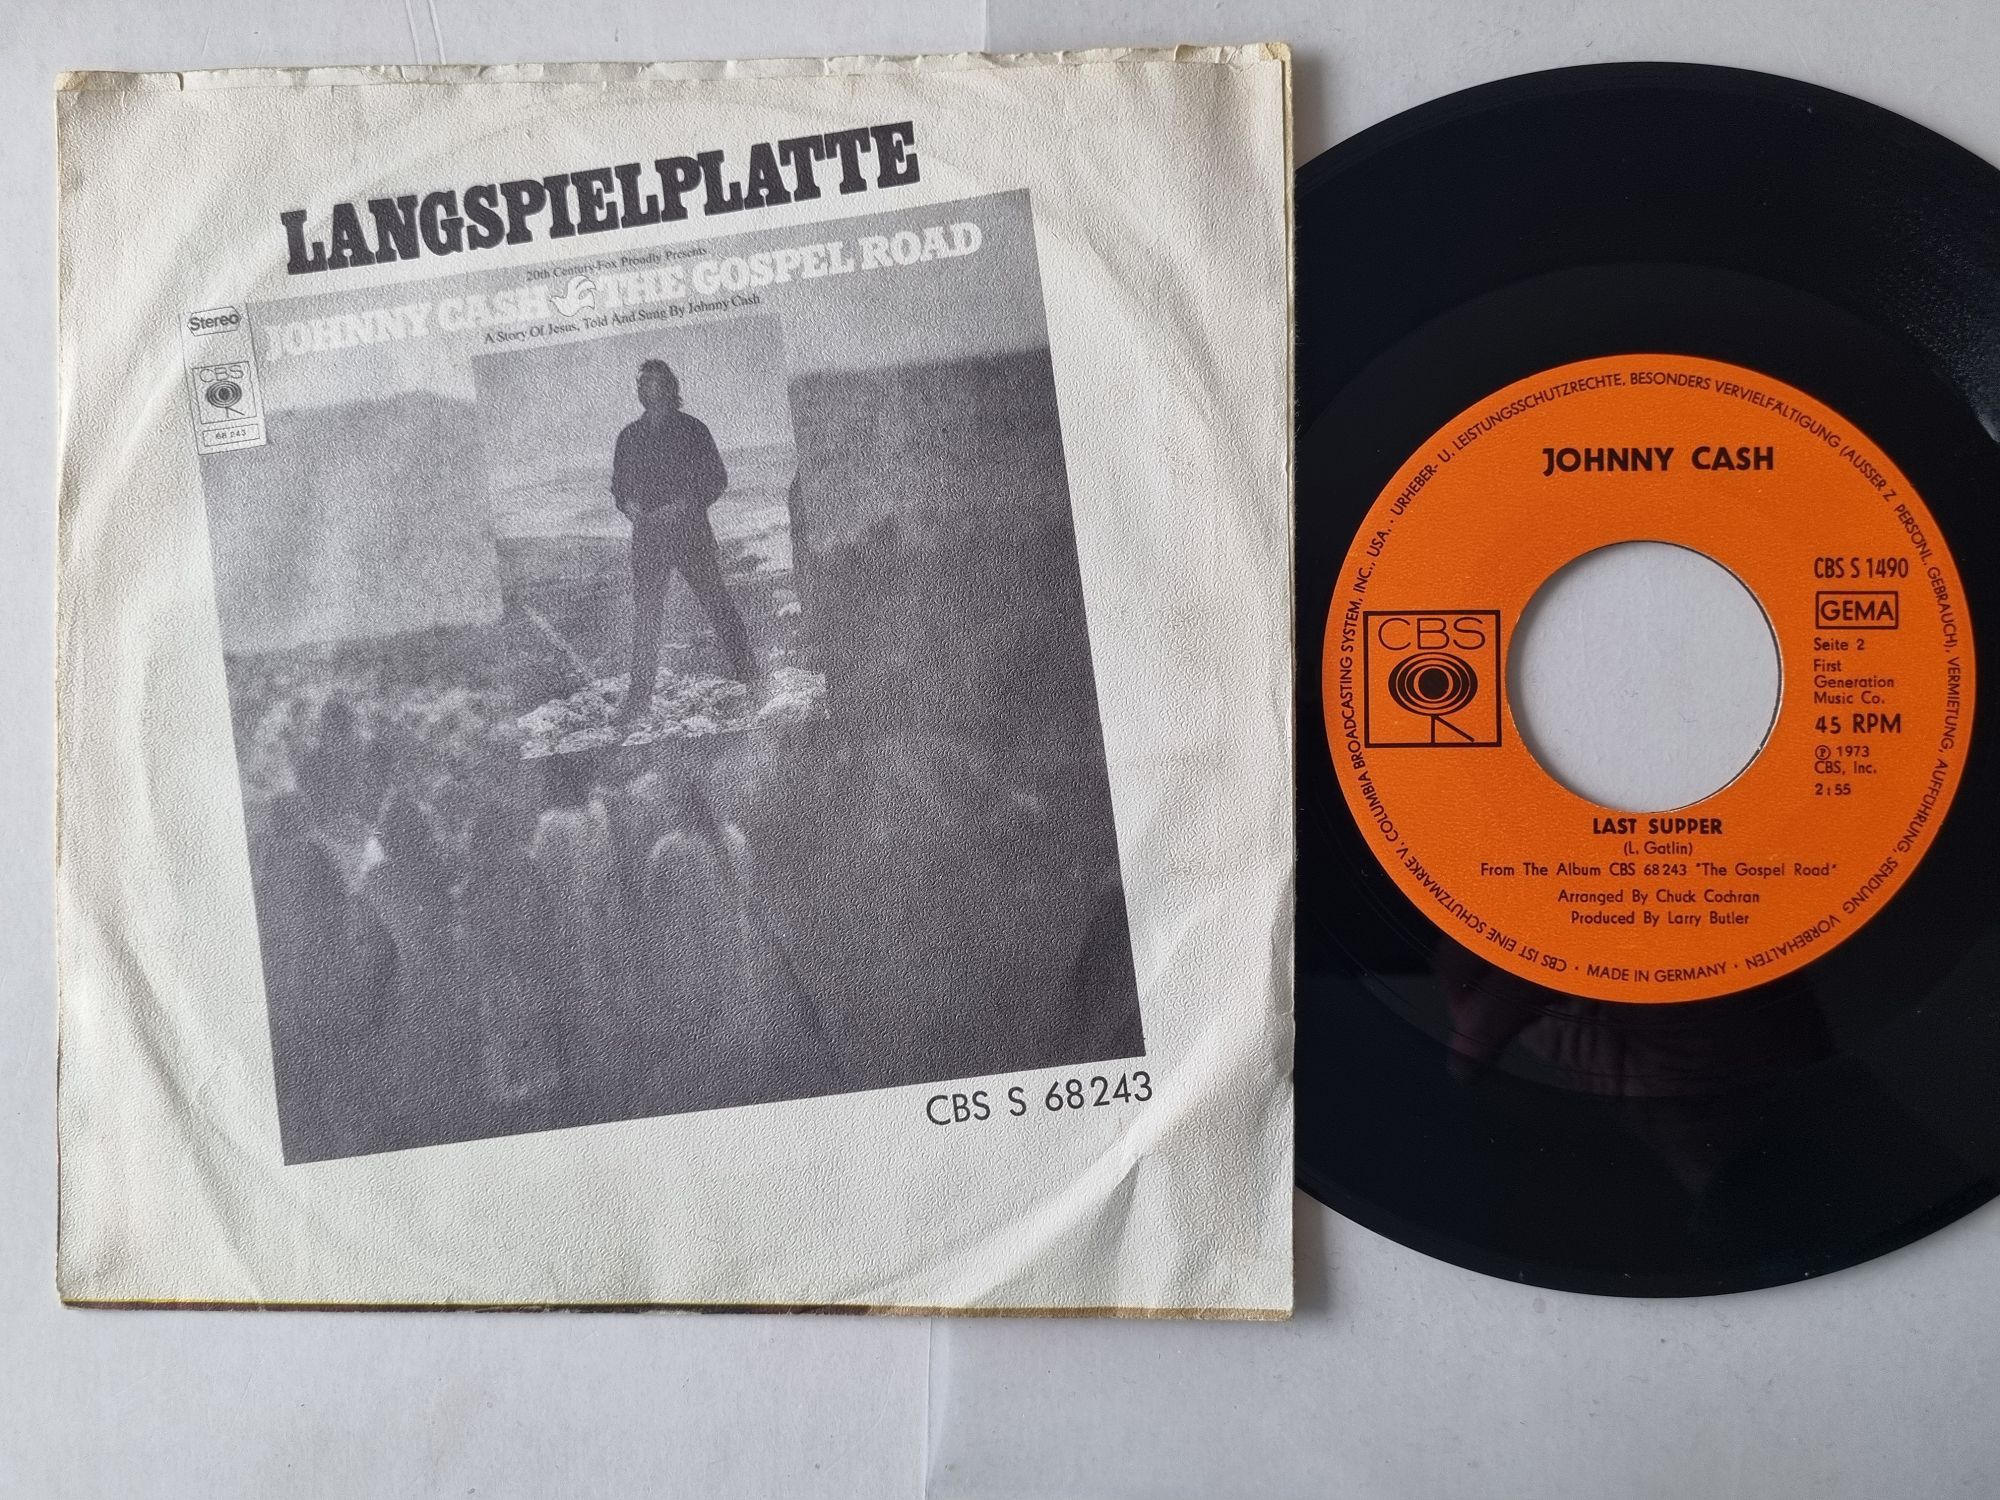 LANGSPIELPLATTE
20th Century-Fox Proudly Presents
JOHNNY CASH THE GOSPEL ROAD
A Story Of Jesus, Told And Sung By Johnny Cash
Stereo
CBS
68 243
CBS S 68243
JOHNNY CASH
CBS S 1490
GEMA
Seite 2
First
Generation
Music Co.
45 RPM
℗ 1973
CBS, Inc.
2:55
CBS
LAST SUPPER
(L. Gatlin)
From The Album CBS 68243 "The Gospel Road"
Arranged By Chuck Cochran
Produced By Larry Butler
CBS IST EINE SCHUTZMARKE V. COLUMBIA BROADCASTING SYSTEM, INC., USA. · URHEBER- U. LEISTUNGSSCHUTZRECHTE, BESONDERS VERVIELFÄLTIGUNG (AUSSER Z. PERSÖNL. GEBRAUCH), VERMIETUNG, AUFFÜHRUNG, SENDUNG VORBEHALTEN · MADE IN GERMANY ·